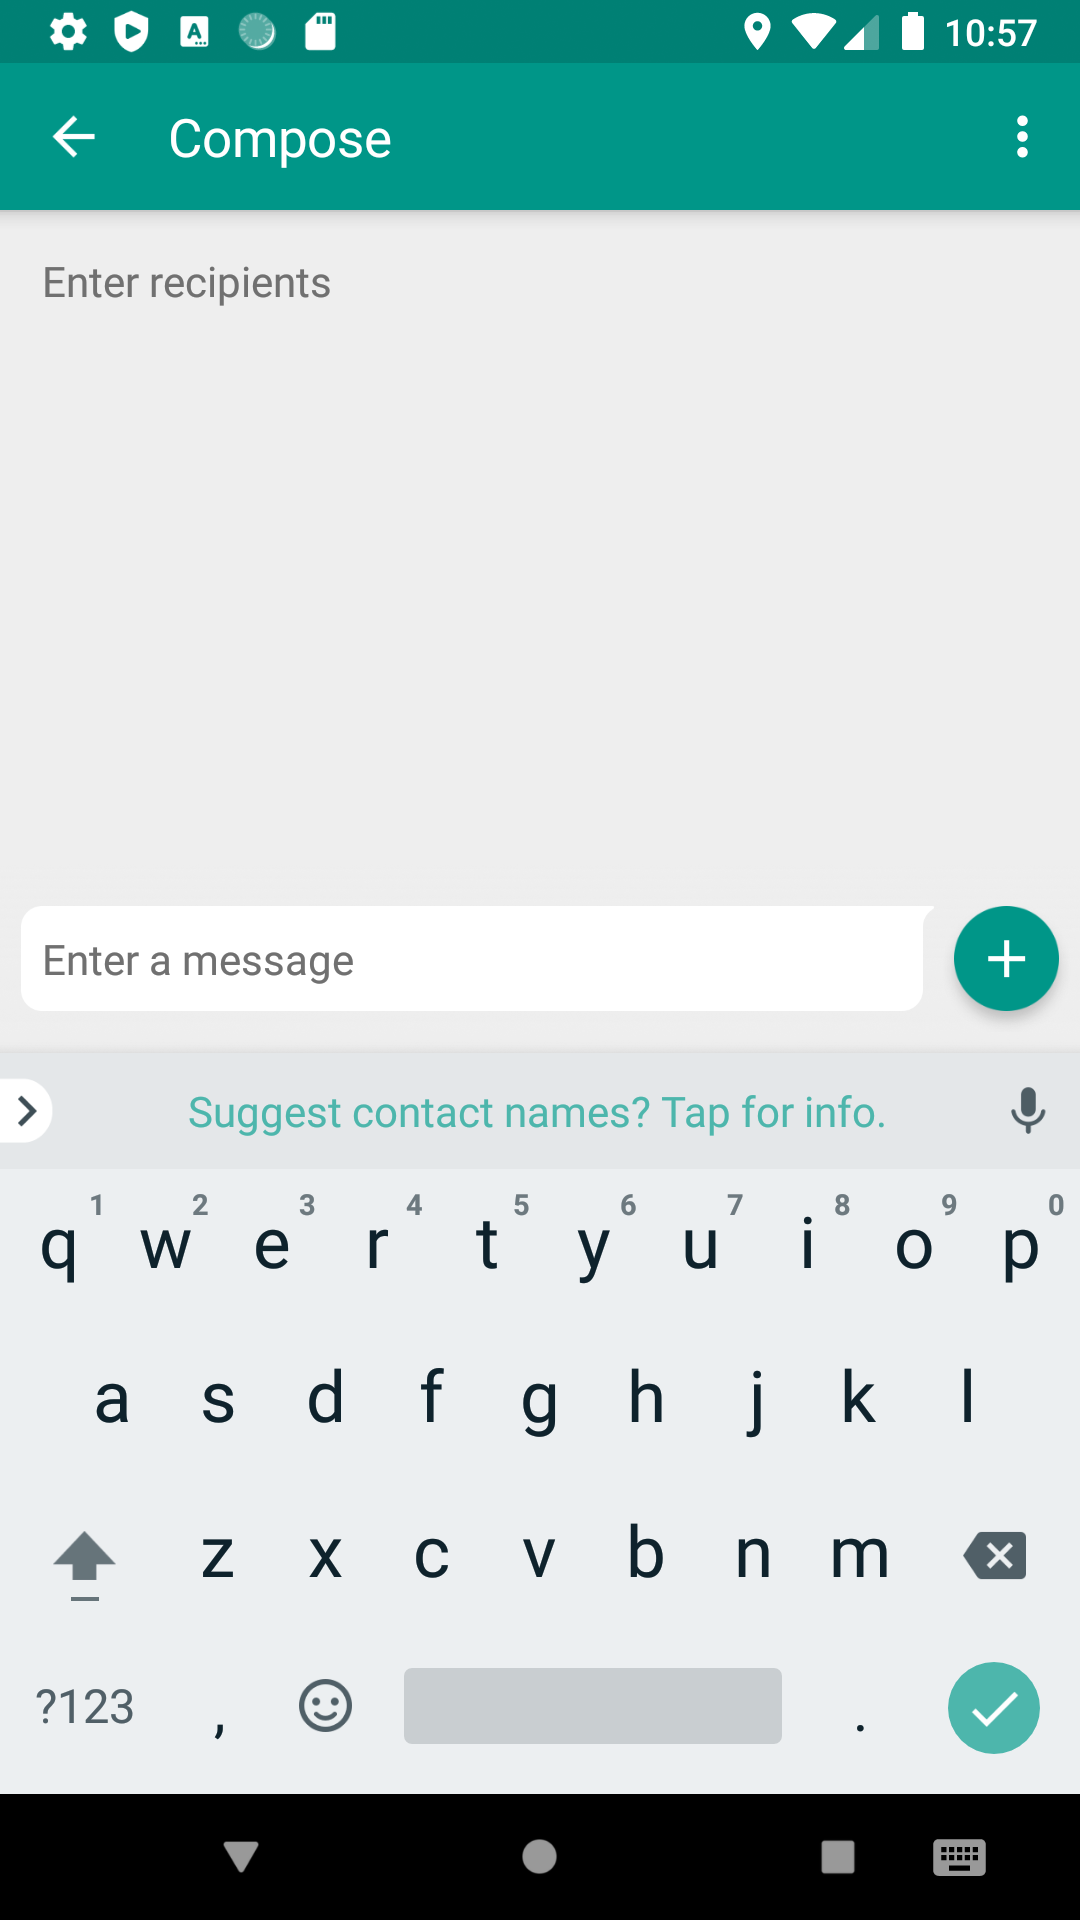 10:57
Compose
Enter recipients
Enter a message
Suggest contact names? Tap for info.
1 2 3 4 5 6 7 8 9 0
q w e r t y u i o p
a s d f g h j k l
z x c v b n m
?123 , .